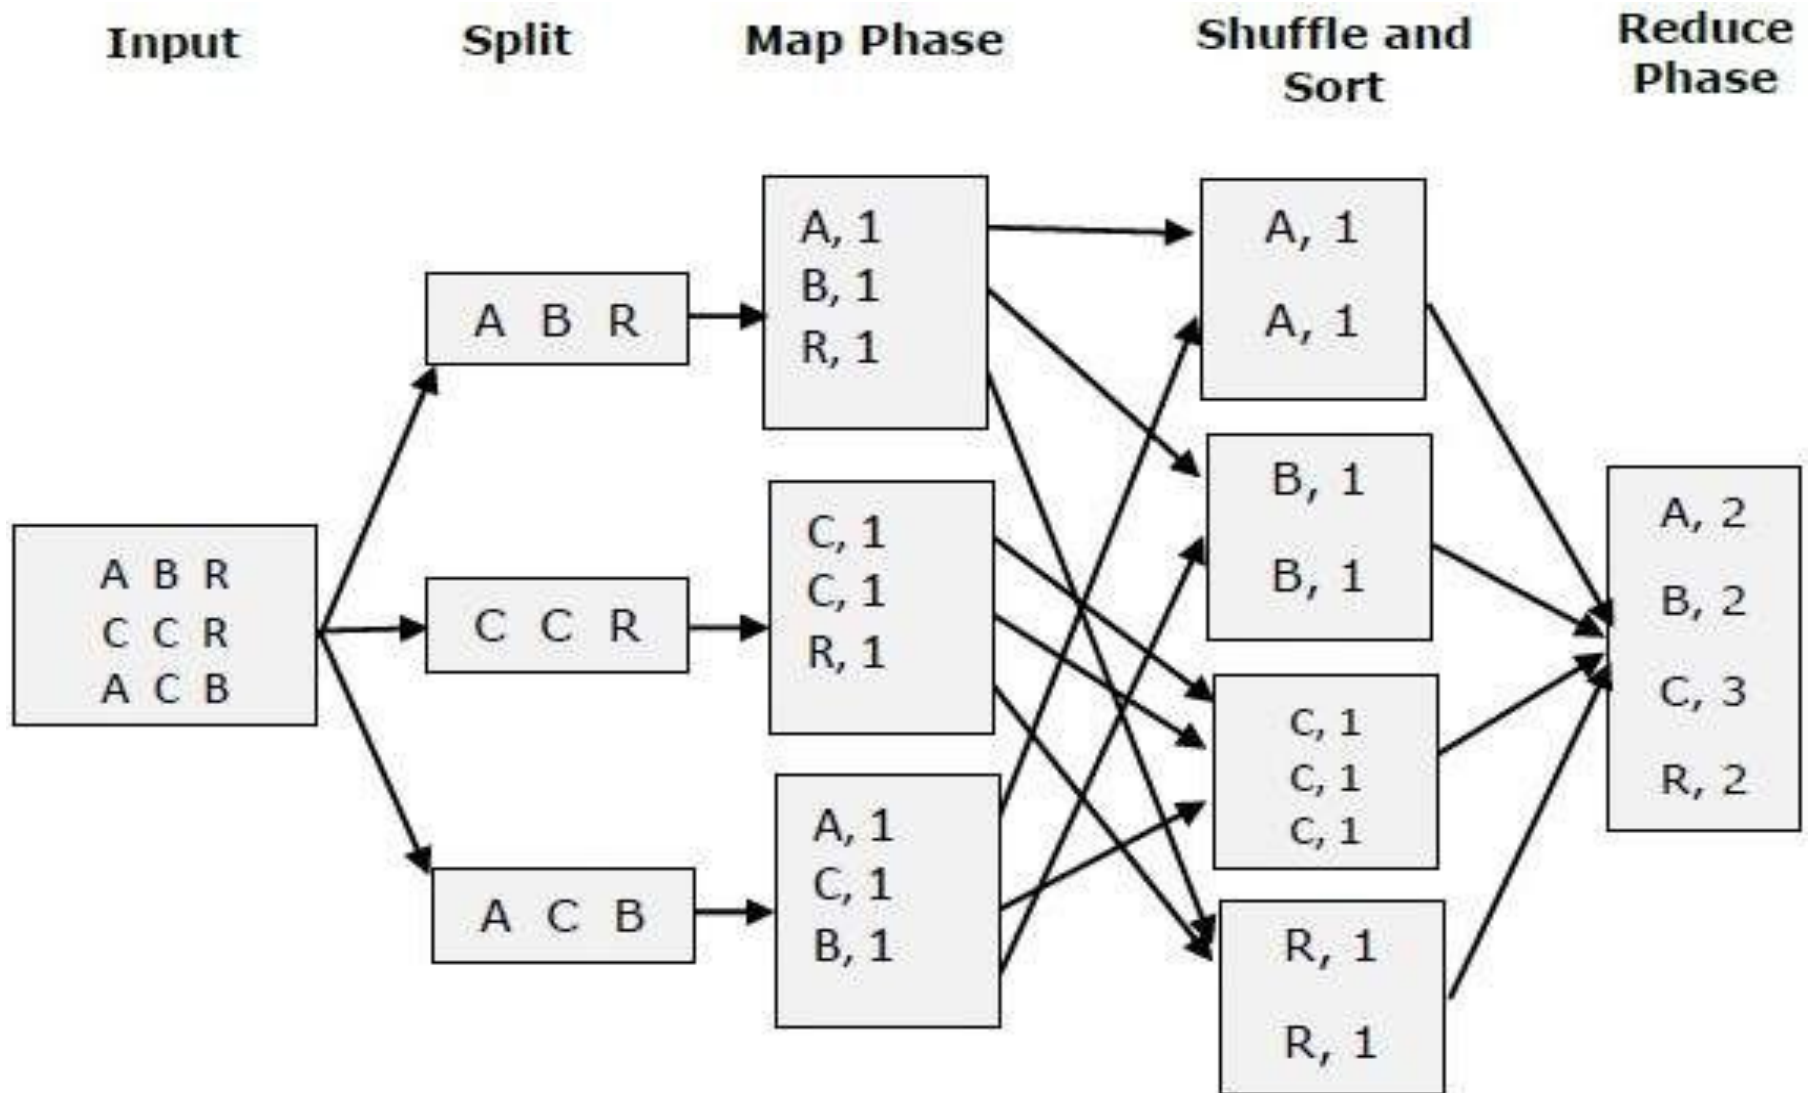 Input
Split
Map Phase
Shuffle and
Sort
Reduce
Phase
A B R
C C R
A C B
A B R
C C R
A C B
A, 1
B, 1
R, 1
C, 1
C, 1
R, 1
A, 1
C, 1
B, 1
A, 1
A, 1
B, 1
B, 1
C, 1
C, 1
C, 1
R, 1
R, 1
A, 2
B, 2
C, 3
R, 2